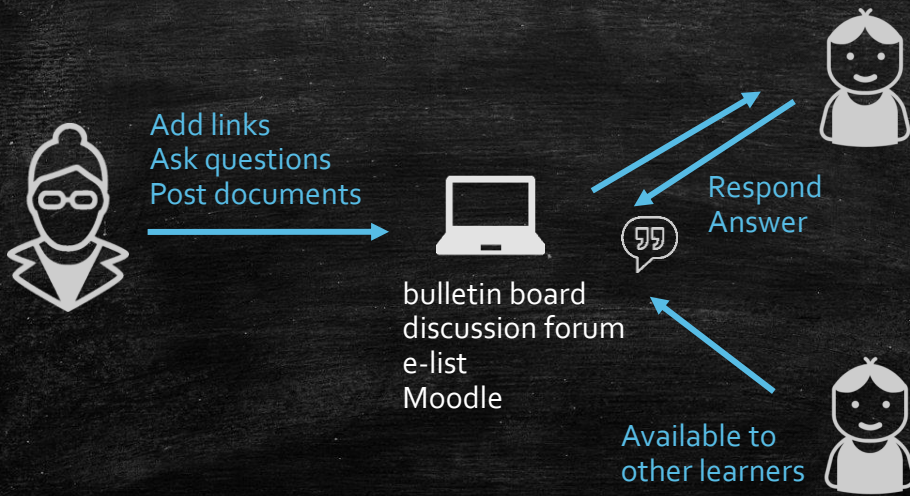 Add links
Ask questions
Post documents
Respond
Answer
bulletin board
discussion forum
e-list
Moodle
Available to
other learners